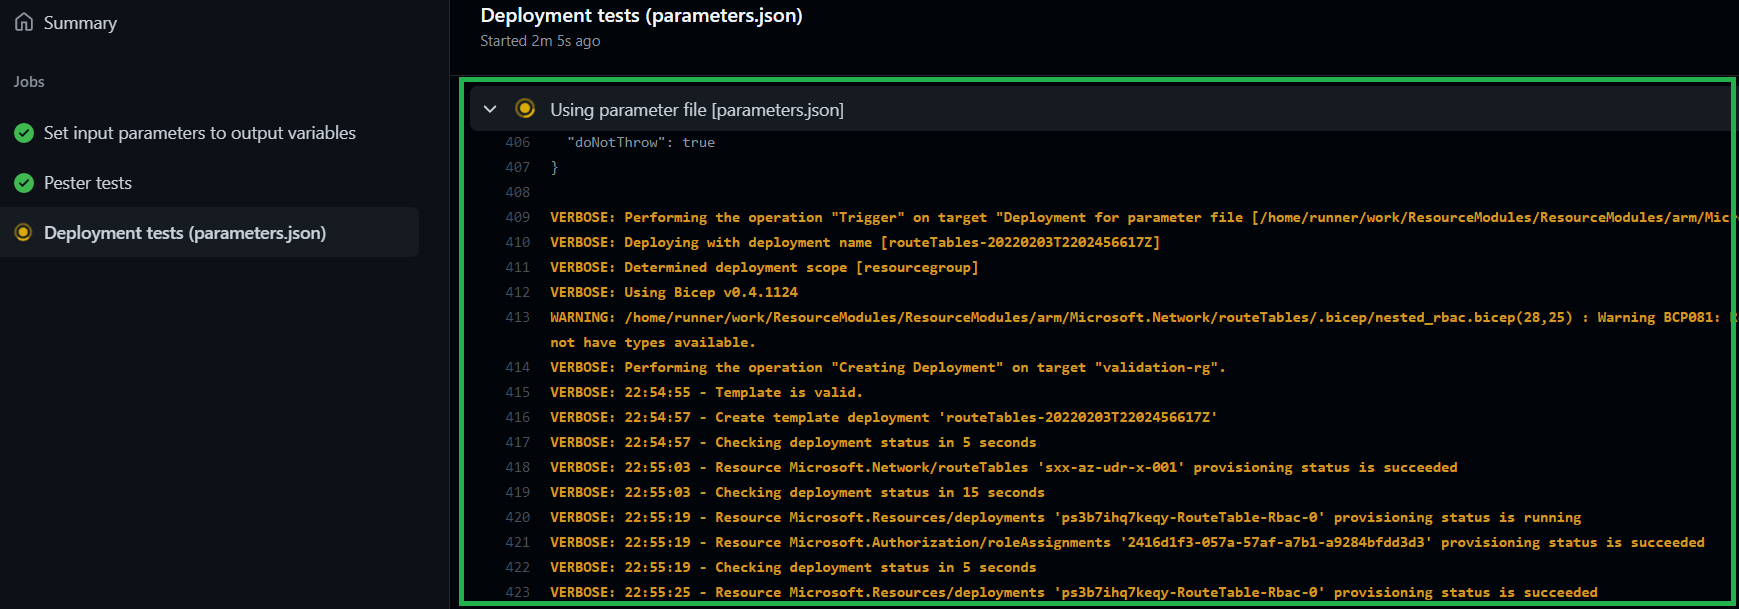 Summary
Jobs
Set input parameters to output variables
Pester tests
Deployment tests (parameters.json)
Deployment tests (parameters.json)
Started 2m 5s ago
Using parameter file [parameters.json]
406 "doNotThrow": true
407 }
408
409 VERBOSE: Performing the operation "Trigger" on target "Deployment for parameter file [/home/runner/work/ResourceModules/ResourceModules/arm/Mic
410 VERBOSE: Deploying with deployment name [routeTables-20220203T2202456617Z]
411 VERBOSE: Determined deployment scope [resourcegroup]
412 VERBOSE: Using Bicep v0.4.1124
413 WARNING: /home/runner/work/ResourceModules/ResourceModules/arm/Microsoft.Network/routeTables/.bicep/nested_rbac.bicep(28,25) : Warning BCP081:
not have types available.
414 VERBOSE: Performing the operation "Creating Deployment" on target "validation-rg".
415 VERBOSE: 22:54:55 - Template is valid.
416 VERBOSE: 22:54:57 - Create template deployment 'routeTables-20220203T2202456617Z'
417 VERBOSE: 22:54:57 - Checking deployment status in 5 seconds
418 VERBOSE: 22:55:03 - Resource Microsoft.Network/routeTables 'sxx-az-udr-x-001' provisioning status is succeeded
419 VERBOSE: 22:55:03 - Checking deployment status in 15 seconds
420 VERBOSE: 22:55:19 - Resource Microsoft.Resources/deployments 'ps3b7ihq7keqy-RouteTable-Rbac-0' provisioning status is running
421 VERBOSE: 22:55:19 - Resource Microsoft.Authorization/roleAssignments '2416d1f3-057a-57af-a7b1-a9284bfdd3d3' provisioning status is succeeded
422 VERBOSE: 22:55:19 - Checking deployment status in 5 seconds
423 VERBOSE: 22:55:25 - Resource Microsoft.Resources/deployments 'ps3b7ihq7keqy-RouteTable-Rbac-0' provisioning status is succeeded